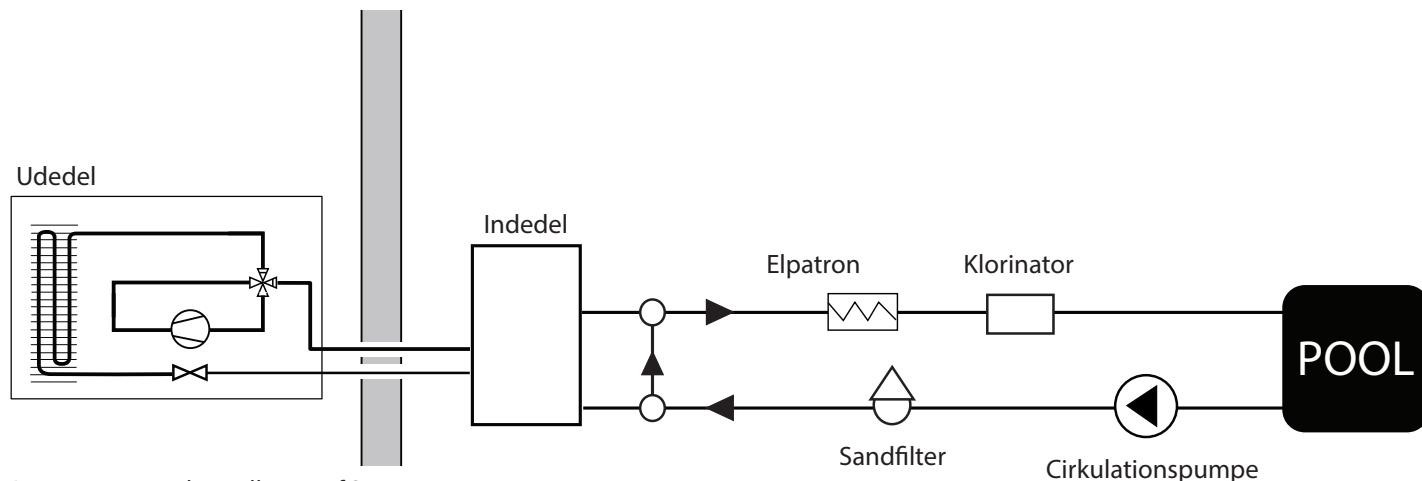 Udedel
Indedel
Elpatron
Klorinator
POOL
Sandfilter
Cirkulationspumpe